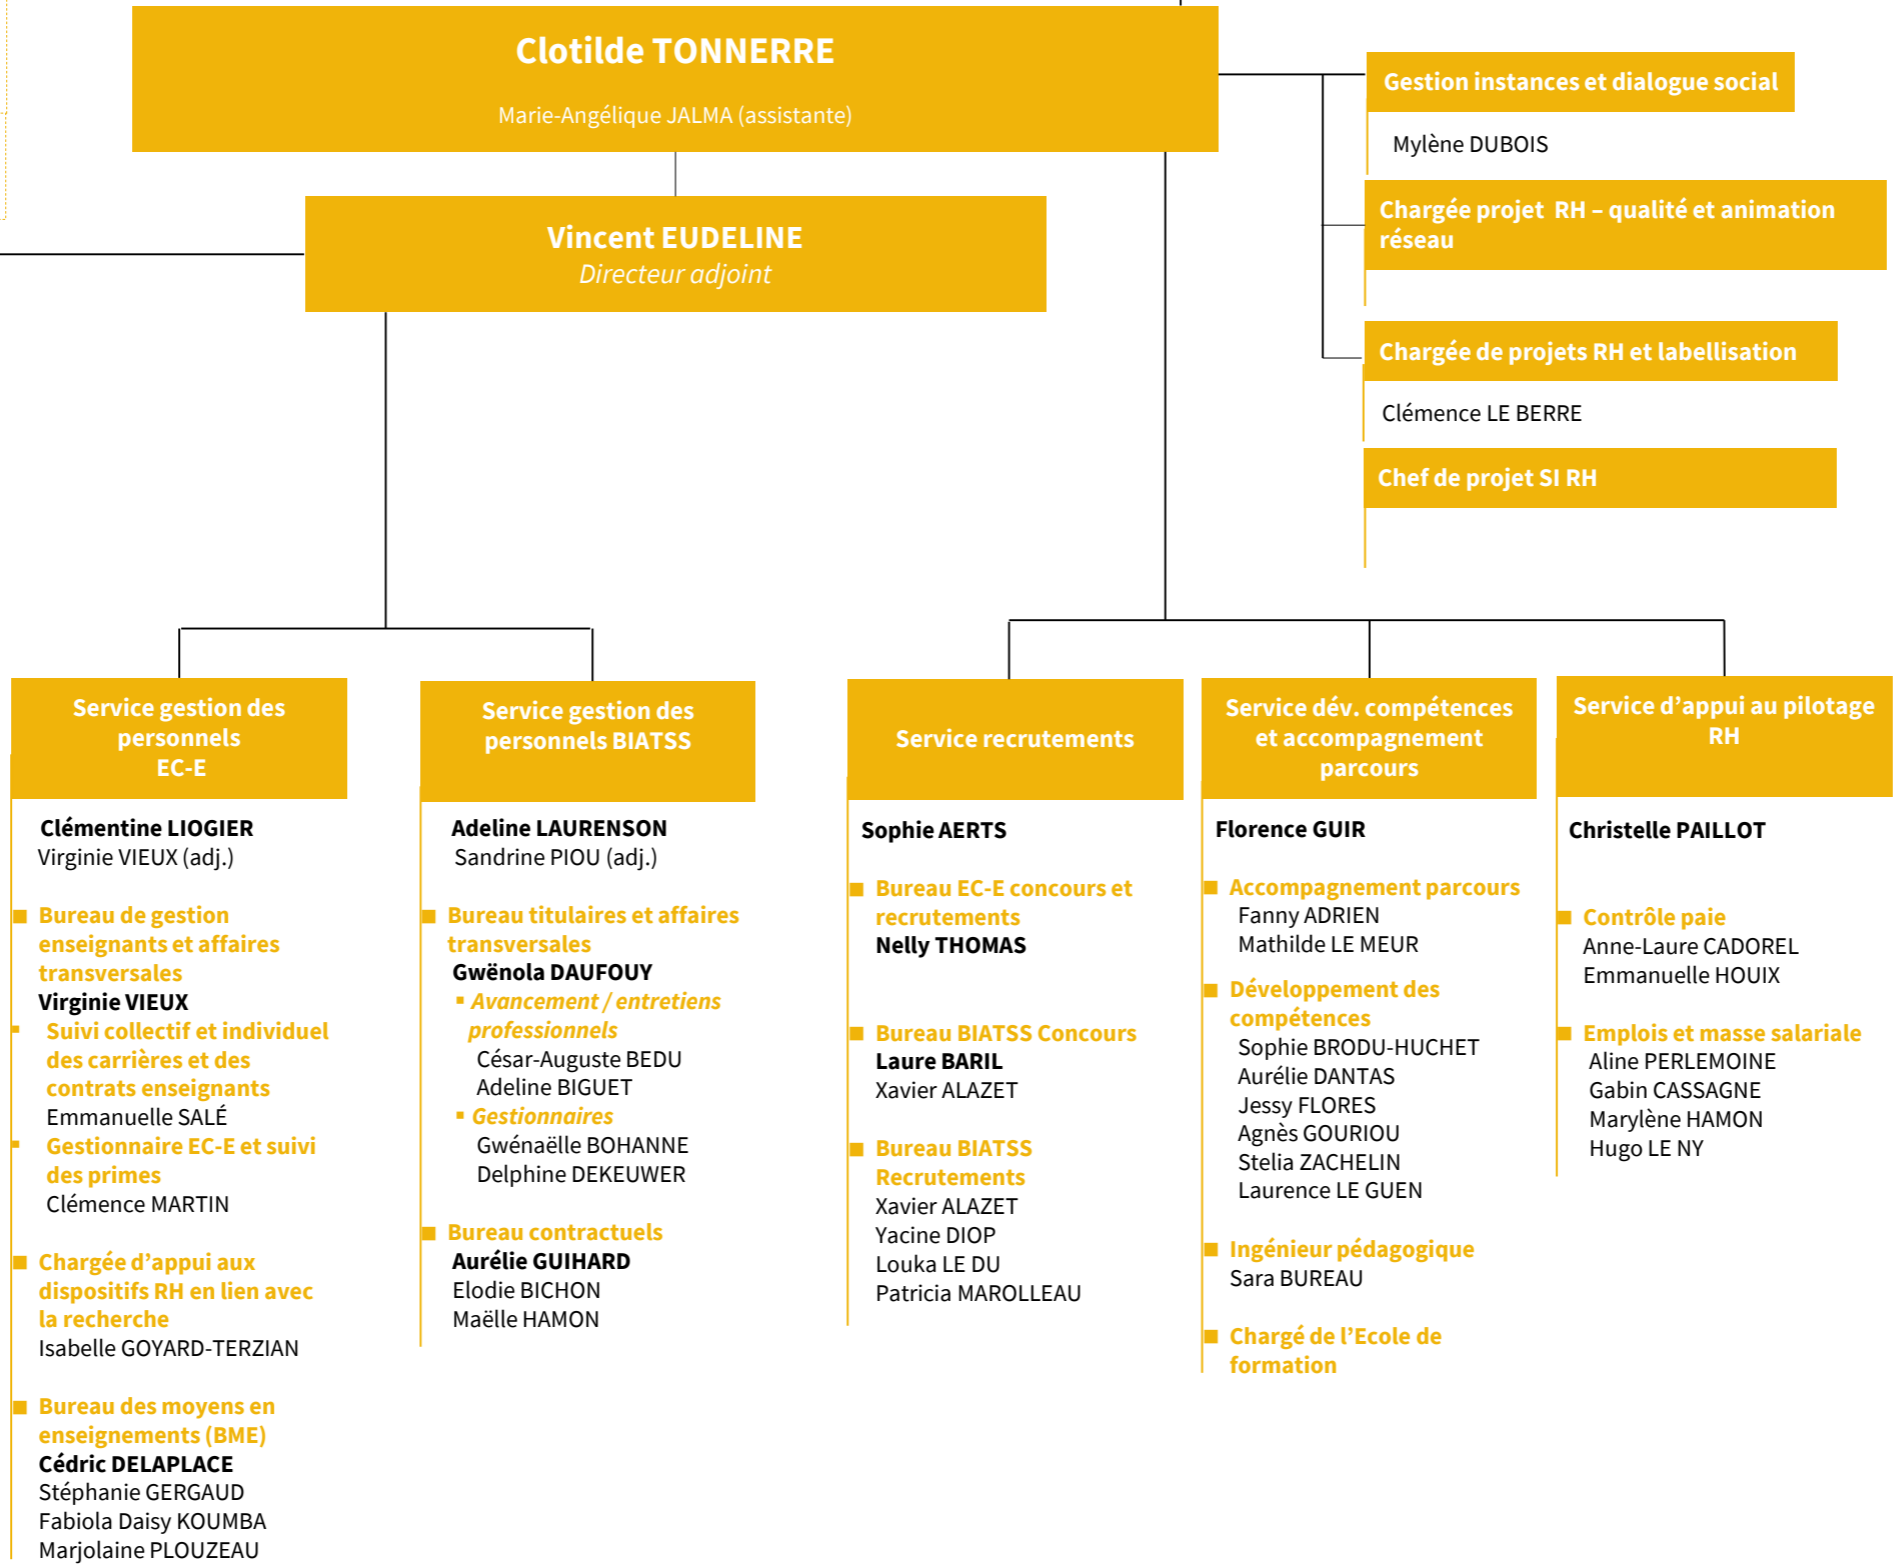 Clotilde TONNERRE
Marie-Angélique JALMA (assistante)
Vincent EUDELINE
Directeur adjoint
Gestion instances et dialogue social
Mylène DUBOIS
Chargée projet  RH – qualité et animation
réseau
Chargée de projets RH et labellisation
Clémence LE BERRE
Chef de projet SI RH
Service gestion des
personnels
EC-E
Clémentine LIOGIER
Virginie VIEUX (adj.)
■ Bureau de gestion
enseignants et affaires
transversales
Virginie VIEUX
▪ Suivi collectif et individuel
des carrières et des
contrats enseignants
Emmanuelle SALÉ
▪ Gestionnaire EC-E et suivi
des primes
Clémence MARTIN
■ Chargée d’appui aux
dispositifs RH en lien avec
la recherche
Isabelle GOYARD-TERZIAN
■ Bureau des moyens en
enseignements (BME)
Cédric DELAPLACE
Stéphanie GERGAUD
Fabiola Daisy KOUMBA
Marjolaine PLOUZEAU
Service gestion des
personnels BIATSS
Adeline LAURENSON
Sandrine PIOU (adj.)
■ Bureau titulaires et affaires
transversales
Gwënola DAUFOUY
▪ Avancement / entretiens
professionnels
César-Auguste BEDU
Adeline BIGUET
▪ Gestionnaires
Gwénaëlle BOHANNE
Delphine DEKEUWER
■ Bureau contractuels
Aurélie GUIHARD
Elodie BICHON
Maëlle HAMON
Service recrutements
Sophie AERTS
■ Bureau EC-E concours et
recrutements
Nelly THOMAS
■ Bureau BIATSS Concours
Laure BARIL
Xavier ALAZET
■ Bureau BIATSS
Recrutements
Xavier ALAZET
Yacine DIOP
Louka LE DU
Patricia MAROLLEAU
Service dév. compétences
et accompagnement
parcours
Florence GUIR
■ Accompagnement parcours
Fanny ADRIEN
Mathilde LE MEUR
■ Développement des
compétences
Sophie BRODU-HUCHET
Aurélie DANTAS
Jessy FLORES
Agnès GOURIOU
Stelia ZACHELIN
Laurence LE GUEN
■ Ingénieur pédagogique
Sara BUREAU
■ Chargé de l’Ecole de
formation
Service d’appui au pilotage
RH
Christelle PAILLOT
■ Contrôle paie
Anne-Laure CADOREL
Emmanuelle HOUIX
■ Emplois et masse salariale
Aline PERLEMOINE
Gabin CASSAGNE
Marylène HAMON
Hugo LE NY